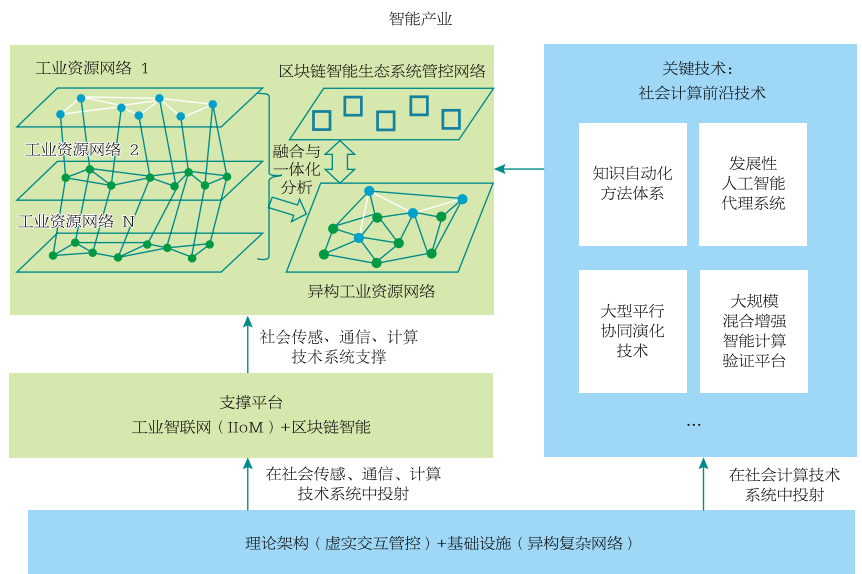 智能产业
工业资源网络 1
工业资源网络 2
工业资源网络 N
融合与
一体化
分析
区块链智能生态系统管控网络
异构工业资源网络
关键技术：
社会计算前沿技术
知识自动化
方法体系
发展性
人工智能
代理系统
大型平行
协同演化
技术
大规模
混合增强
智能计算
验证平台
...
社会传感、通信、计算
技术系统支撑
支撑平台
工业智联网（IIoM）+区块链智能
在社会传感、通信、计算
技术系统中投射
在社会计算技术
系统中投射
理论架构（虚实交互管控）+基础设施（异构复杂网络）